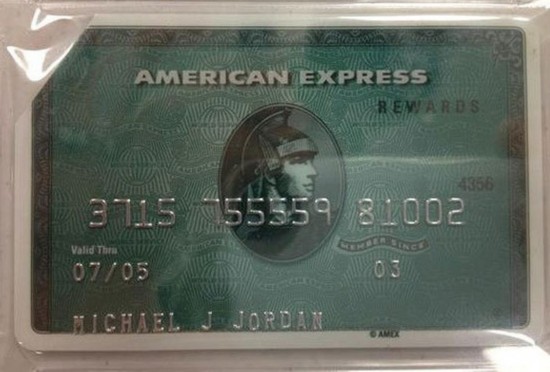 AMERICAN EXPRESS
REWARDS
4356
3715 755559 81002
MEMBER SINCE
Valid Thru
07/05 03
MICHAEL J JORDAN
© AMEX